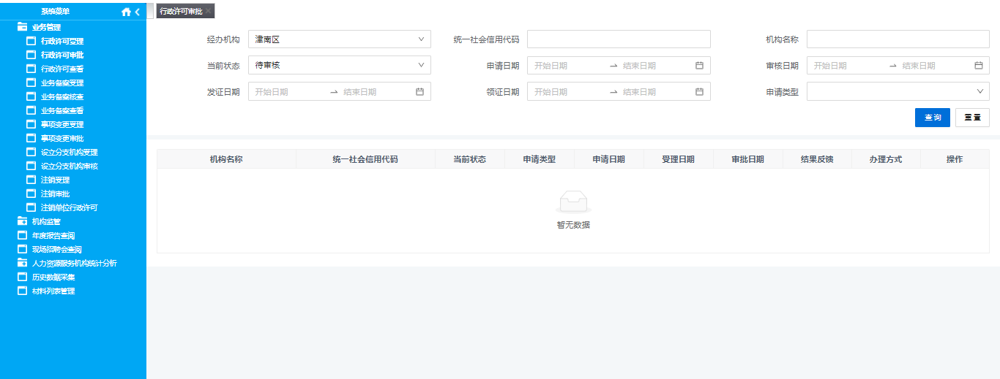 系统菜单
行政许可审批
业务管理
行政许可受理
行政许可审批
行政许可查看
业务备案受理
业务备案核查
业务备案查看
事项变更受理
事项变更审批
设立分支机构受理
设立分支机构审核
注销受理
注销审批
注销单位行政许可
机构监管
年度报告查阅
现场招聘会查阅
人力资源服务机构统计分析
历史数据采集
材料列表管理
经办机构 津南区 统一社会信用代码 机构名称
当前状态 待审核 申请日期 开始日期 结束日期 审核日期 开始日期 结束日期
发证日期 开始日期 结束日期 领证日期 开始日期 结束日期 申请类型
查询 重置
机构名称 统一社会信用代码 当前状态 申请类型 申请日期 受理日期 审批日期 结果反馈 办理方式 操作
暂无数据